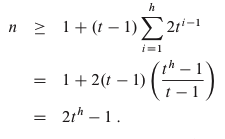 n ≥ 1 + (t − 1) ∑_{i=1}^{h} 2t^{i−1}
= 1 + 2(t − 1) ( (t^h − 1) / (t − 1) )
= 2t^h − 1 .